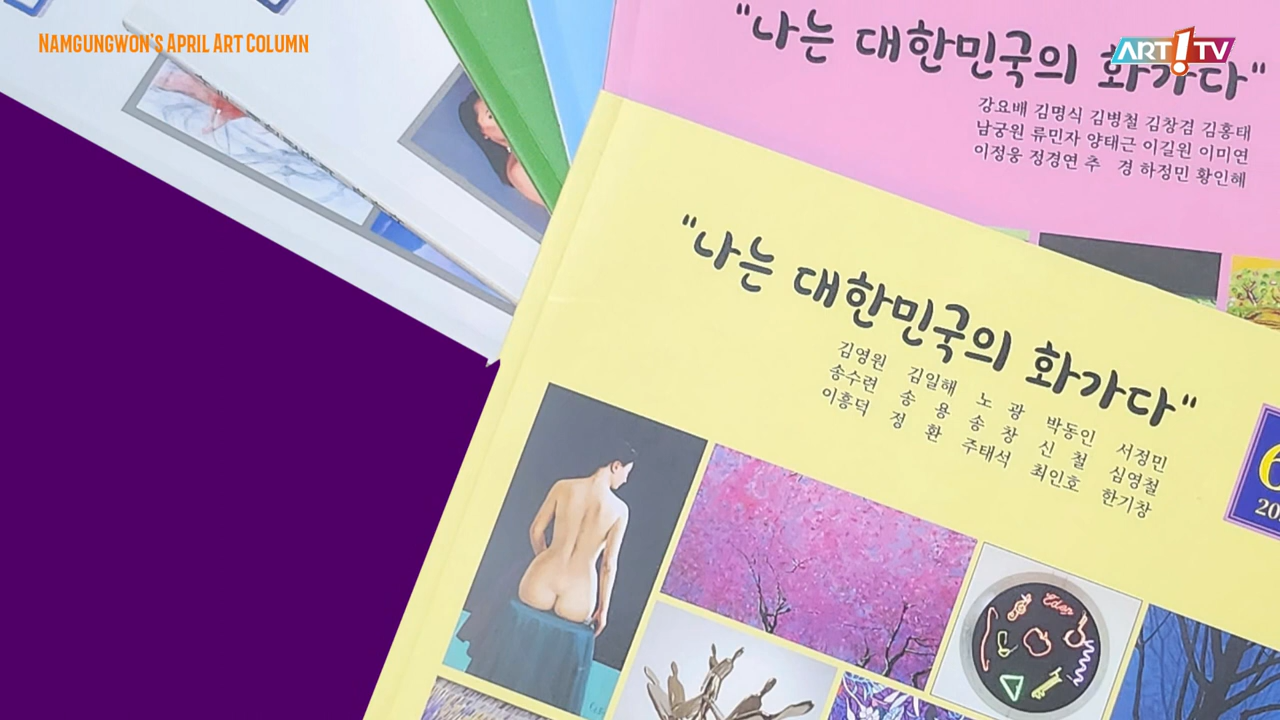 NAMGUNGWON'S APRIL ART COLUMN
ART!TV
"나는 대한민국의 화가다"
강요배 김명식 김병철 김창겸 김홍태
남궁원 류민자 양태근 이길원 이미연
이정웅 정경연 추 경 하정민 황인혜
"나는 대한민국의 화가다"
김영원 김일해 노 광 박동인 서정민
송수련 송 용 송 창 신 철 심영철
이흥덕 정 환 주태석 최인호 한기창
6
20
Eden